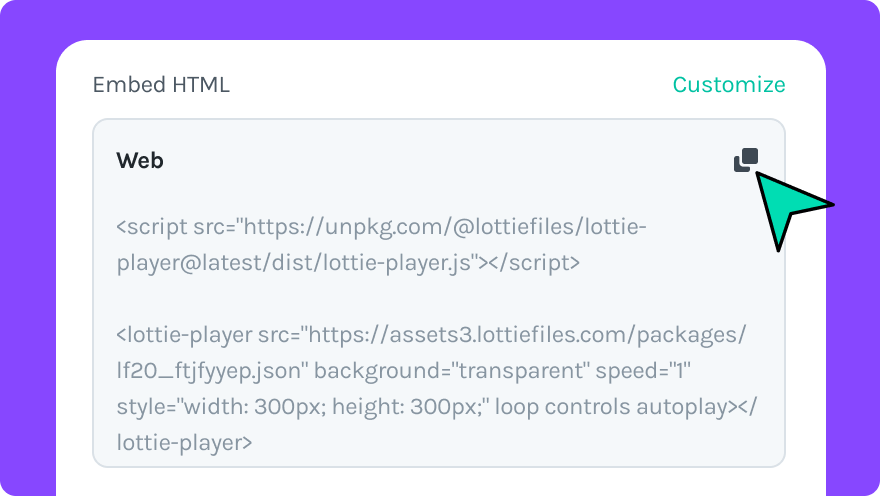 Embed HTML
Customize
Web
<script src="https://unpkg.com/@lottiefiles/lottie-
player@latest/dist/lottie-player.js"></script>
<lottie-player src="https://assets3.lottiefiles.com/packages/
lf20_ftjfyyep.json" background="transparent" speed="1"
style="width: 300px; height: 300px;" loop controls autoplay></
lottie-player>